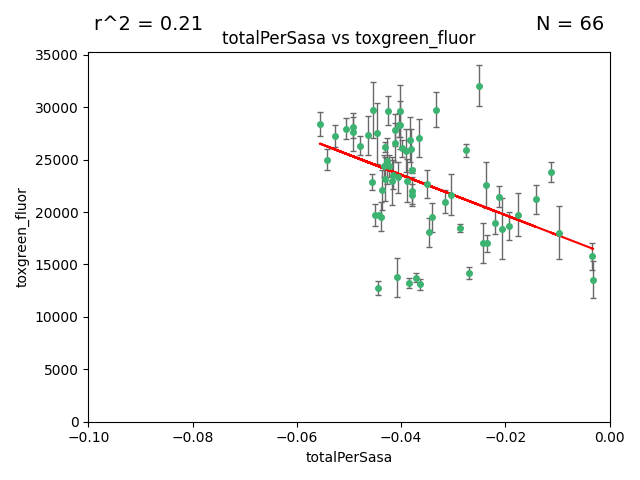 r^2 = 0.21
N = 66
totalPerSasa vs toxgreen_fluor
35000
30000
25000
20000
15000
10000
5000
0
toxgreen_fluor
−0.10
−0.08
−0.06
−0.04
−0.02
0.00
totalPerSasa